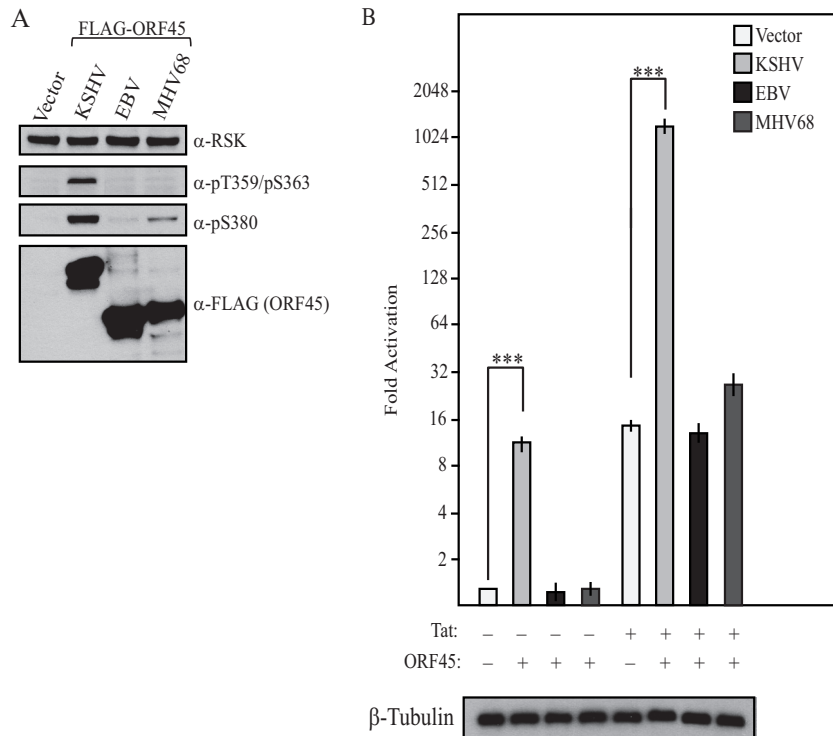 A
FLAG-ORF45
Vector
KSHV
EBV
MHV68
α-RSK
α-pT359/pS363
α-pS380
α-FLAG (ORF45)
B
Vector
KSHV
EBV
MHV68
Fold Activation
2048
1024
512
256
128
64
32
16
8
4
2
***
***
Tat: – – – – + + + +
ORF45: – + + + – + + +
β-Tubulin